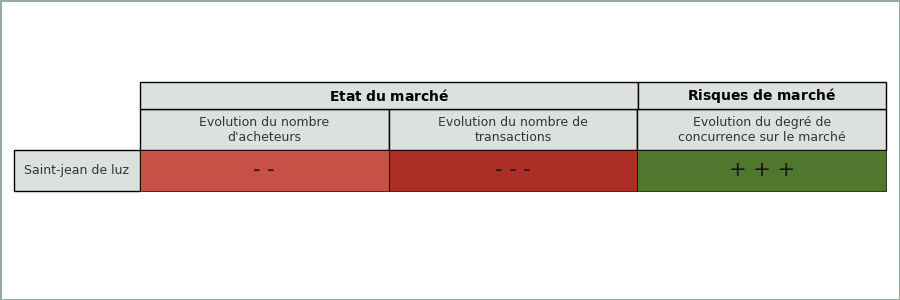 Etat du marché
Risques de marché
Evolution du nombre
d'acheteurs
Evolution du nombre de
transactions
Evolution du degré de
concurrence sur le marché
Saint-jean de luz
- -
- - -
+ + +